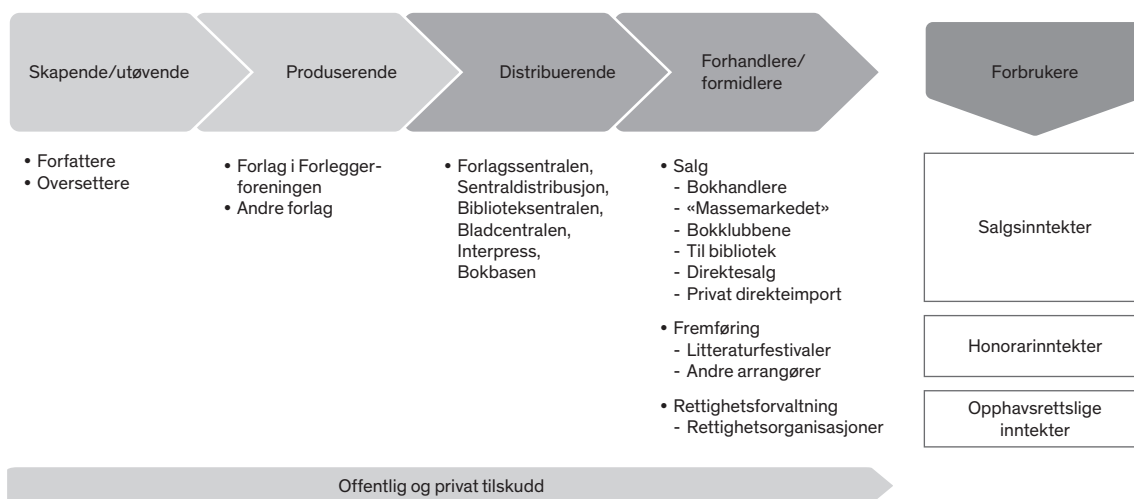 Skapende/utøvende
Produserende
Distribuerende
Forhandlere/
formidlere
Forbrukere
• Forfattere
• Oversettere
• Forlag i Forlegger-
foreningen
• Andre forlag
• Forlagssentralen,
Sentraldistribusjon,
Biblioteksentralen,
Bladcentralen,
Interpress,
Bokbasen
• Salg
- Bokhandlere
- «Massemarkedet»
- Bokklubbene
- Til bibliotek
- Direktesalg
- Privat direkteimport
• Fremføring
- Litteraturfestivaler
- Andre arrangører
• Rettighetsforvaltning
- Rettighetsorganisasjoner
Salgsinntekter
Honorarinntekter
Opphavsrettslige
inntekter
Offentlig og privat tilskudd